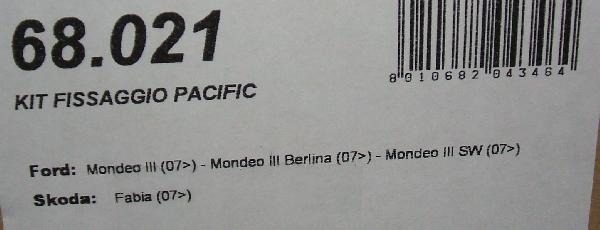 68.021
8 010682 043464
KIT FISSAGGIO PACIFIC
Ford: Mondeo III (07>) - Mondeo III Berlina (07>) - Mondeo III SW (07>)
Skoda: Fabia (07>)